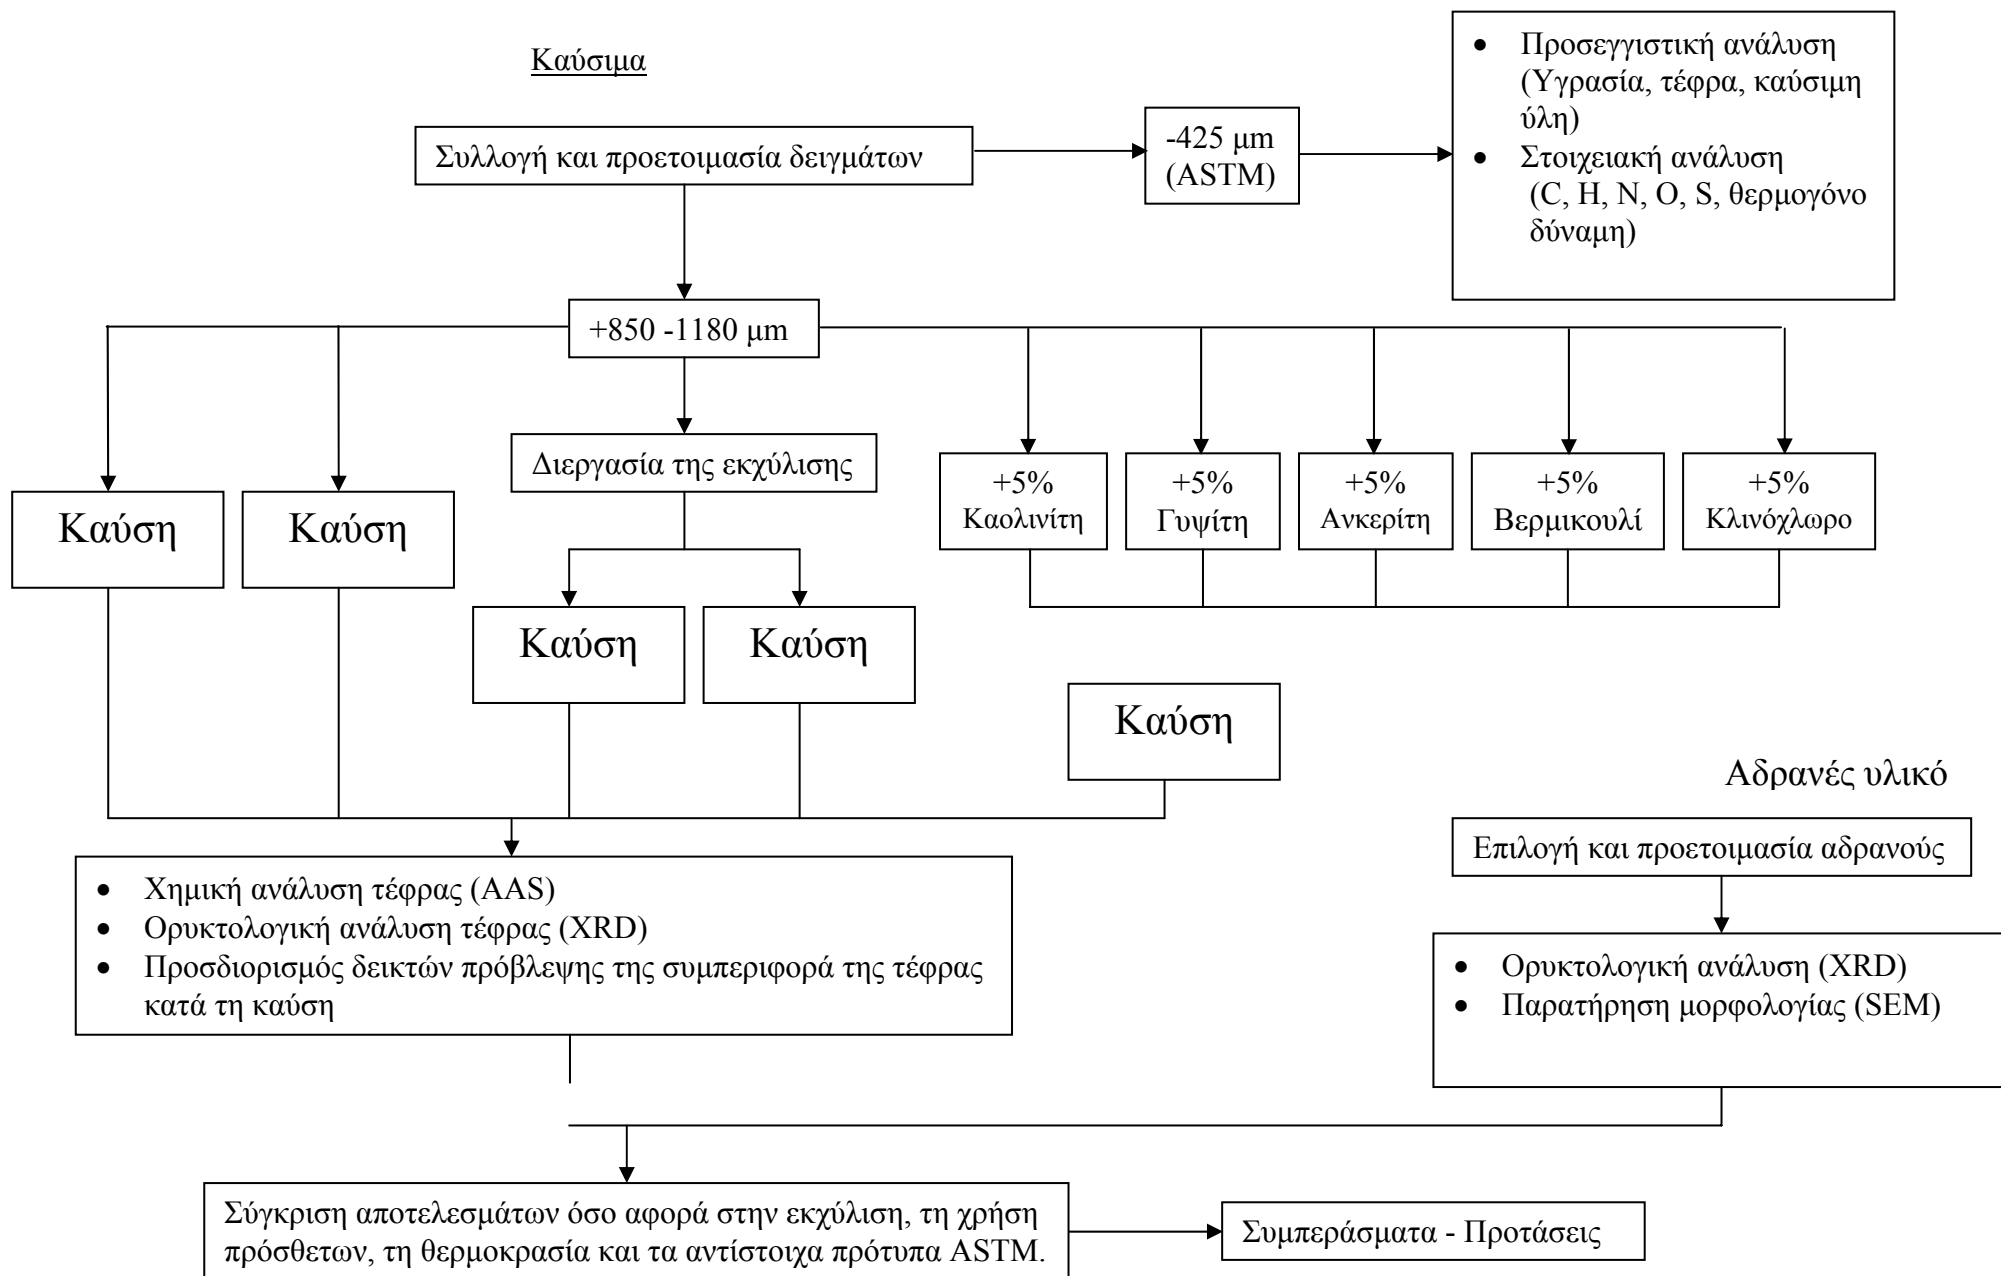 Καύσιμα
Συλλογή και προετοιμασία δειγμάτων
-425 μm
(ASTM)
• Προσεγγιστική ανάλυση
(Υγρασία, τέφρα, καύσιμη
ύλη)
• Στοιχειακή ανάλυση
(C, H, N, O, S, θερμογόνο
δύναμη)
+850 -1180 μm
Διεργασία της εκχύλισης
+5%
Καολινίτη
+5%
Γυψίτη
+5%
Ανκερίτη
+5%
Βερμικουλί
+5%
Κλινόχλωρο
Καύση
Καύση
Καύση
Καύση
Καύση
Αδρανές υλικό
Επιλογή και προετοιμασία αδρανούς
• Χημική ανάλυση τέφρας (AAS)
• Ορυκτολογική ανάλυση τέφρας (XRD)
• Προσδιορισμός δεικτών πρόβλεψης της συμπεριφορά της τέφρας
κατά τη καύση
• Ορυκτολογική ανάλυση (XRD)
• Παρατήρηση μορφολογίας (SEM)
Σύγκριση αποτελεσμάτων όσο αφορά στην εκχύλιση, τη χρήση
πρόσθετων, τη θερμοκρασία και τα αντίστοιχα πρότυπα ASTM.
Συμπεράσματα - Προτάσεις